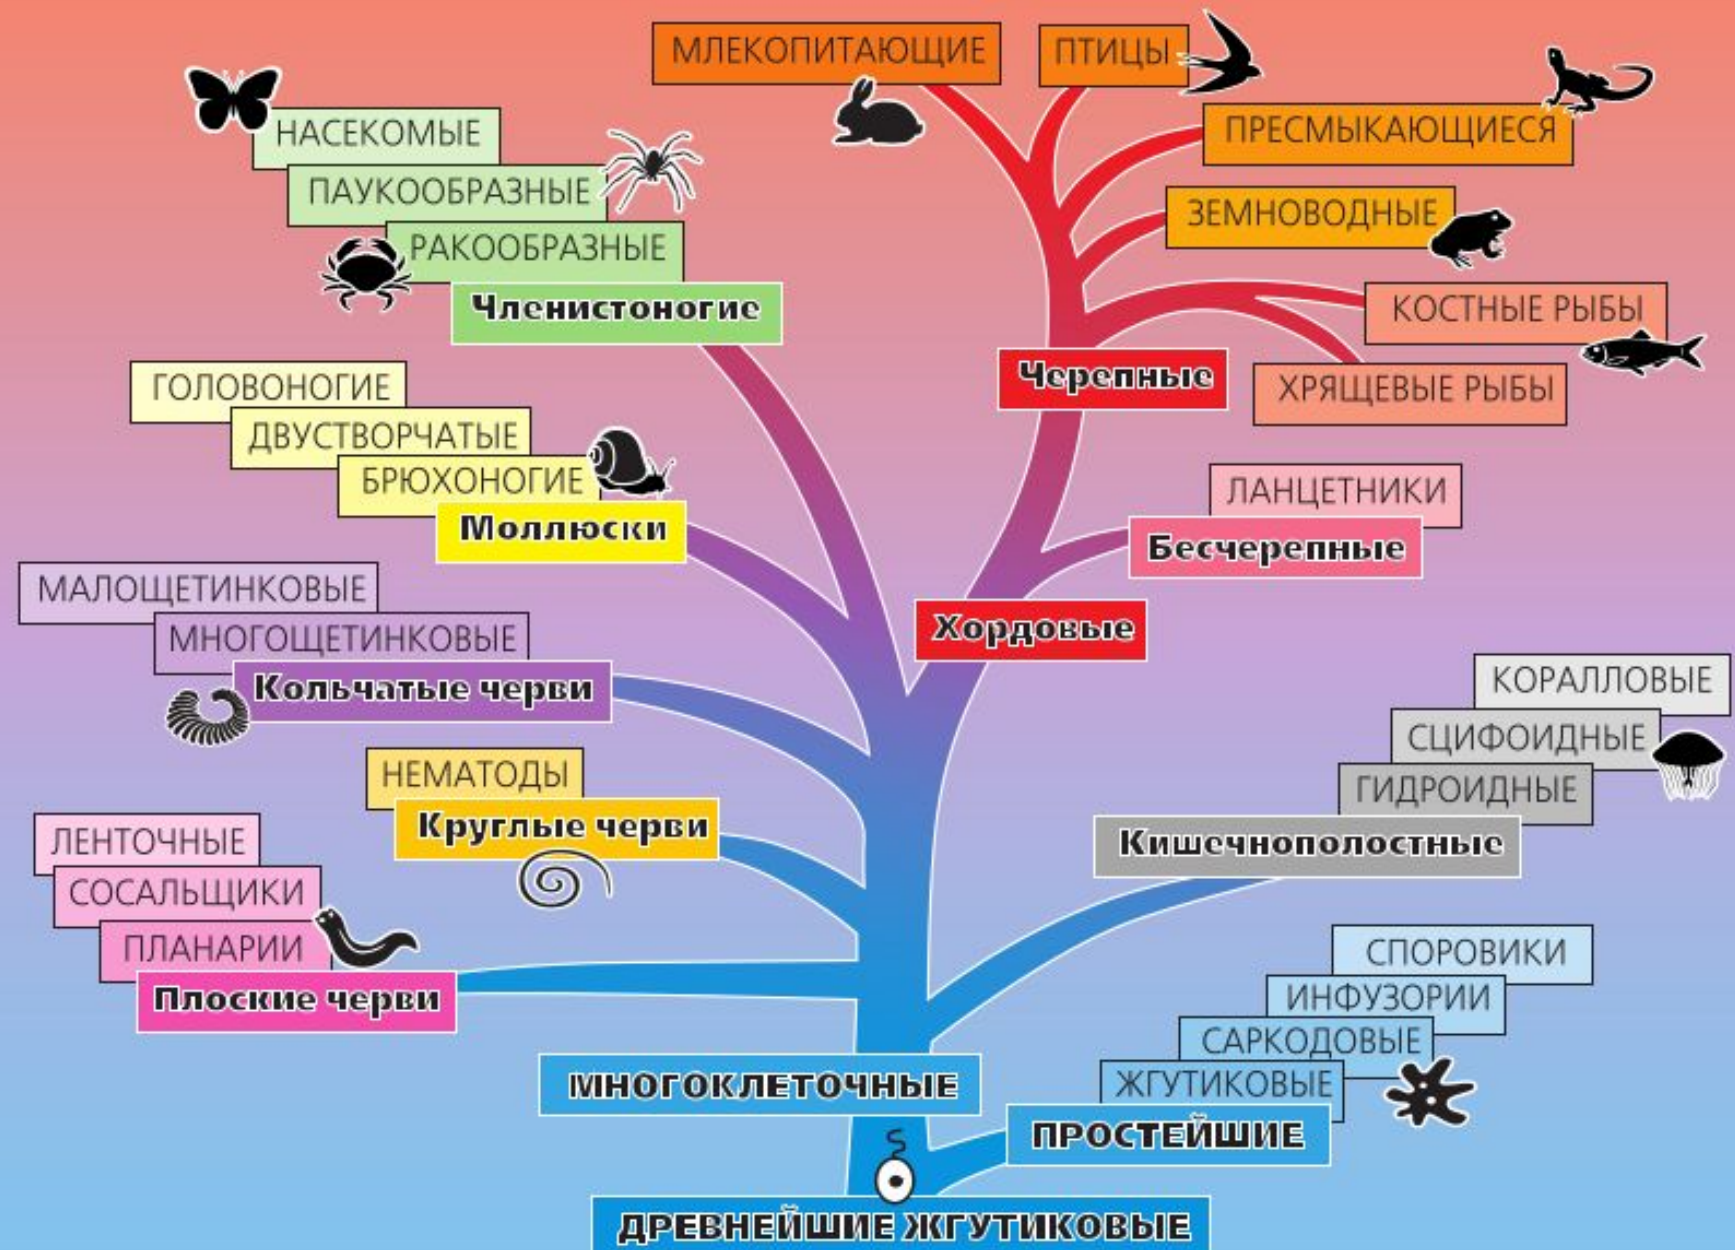 МЛЕКОПИТАЮЩИЕ
ПТИЦЫ
ПРЕСМЫКАЮЩИЕСЯ
ЗЕМНОВОДНЫЕ
КОСТНЫЕ РЫБЫ
ХРЯЩЕВЫЕ РЫБЫ
Черепные
НАСЕКОМЫЕ
ПАУКООБРАЗНЫЕ
РАКООБРАЗНЫЕ
Членистоногие
ГОЛОВОНОГИЕ
ДВУСТВОРЧАТЫЕ
БРЮХОНОГИЕ
Моллюски
ЛАНЦЕТНИКИ
Бесчерепные
Хордовые
МАЛОЩЕТИНКОВЫЕ
МНОГОЩЕТИНКОВЫЕ
Кольчатые черви
НЕМАТОДЫ
Круглые черви
КОРАЛЛОВЫЕ
СЦИФОИДНЫЕ
ГИДРОИДНЫЕ
Кишечнополостные
ЛЕНТОЧНЫЕ
СОСАЛЬЩИКИ
ПЛАНАРИИ
Плоские черви
СПОРОВИКИ
ИНФУЗОРИИ
САРКОДОВЫЕ
ЖГУТИКОВЫЕ
ПРОСТЕЙШИЕ
МНОГОКЛЕТОЧНЫЕ
ДРЕВНЕЙШИЕ ЖГУТИКОВЫЕ